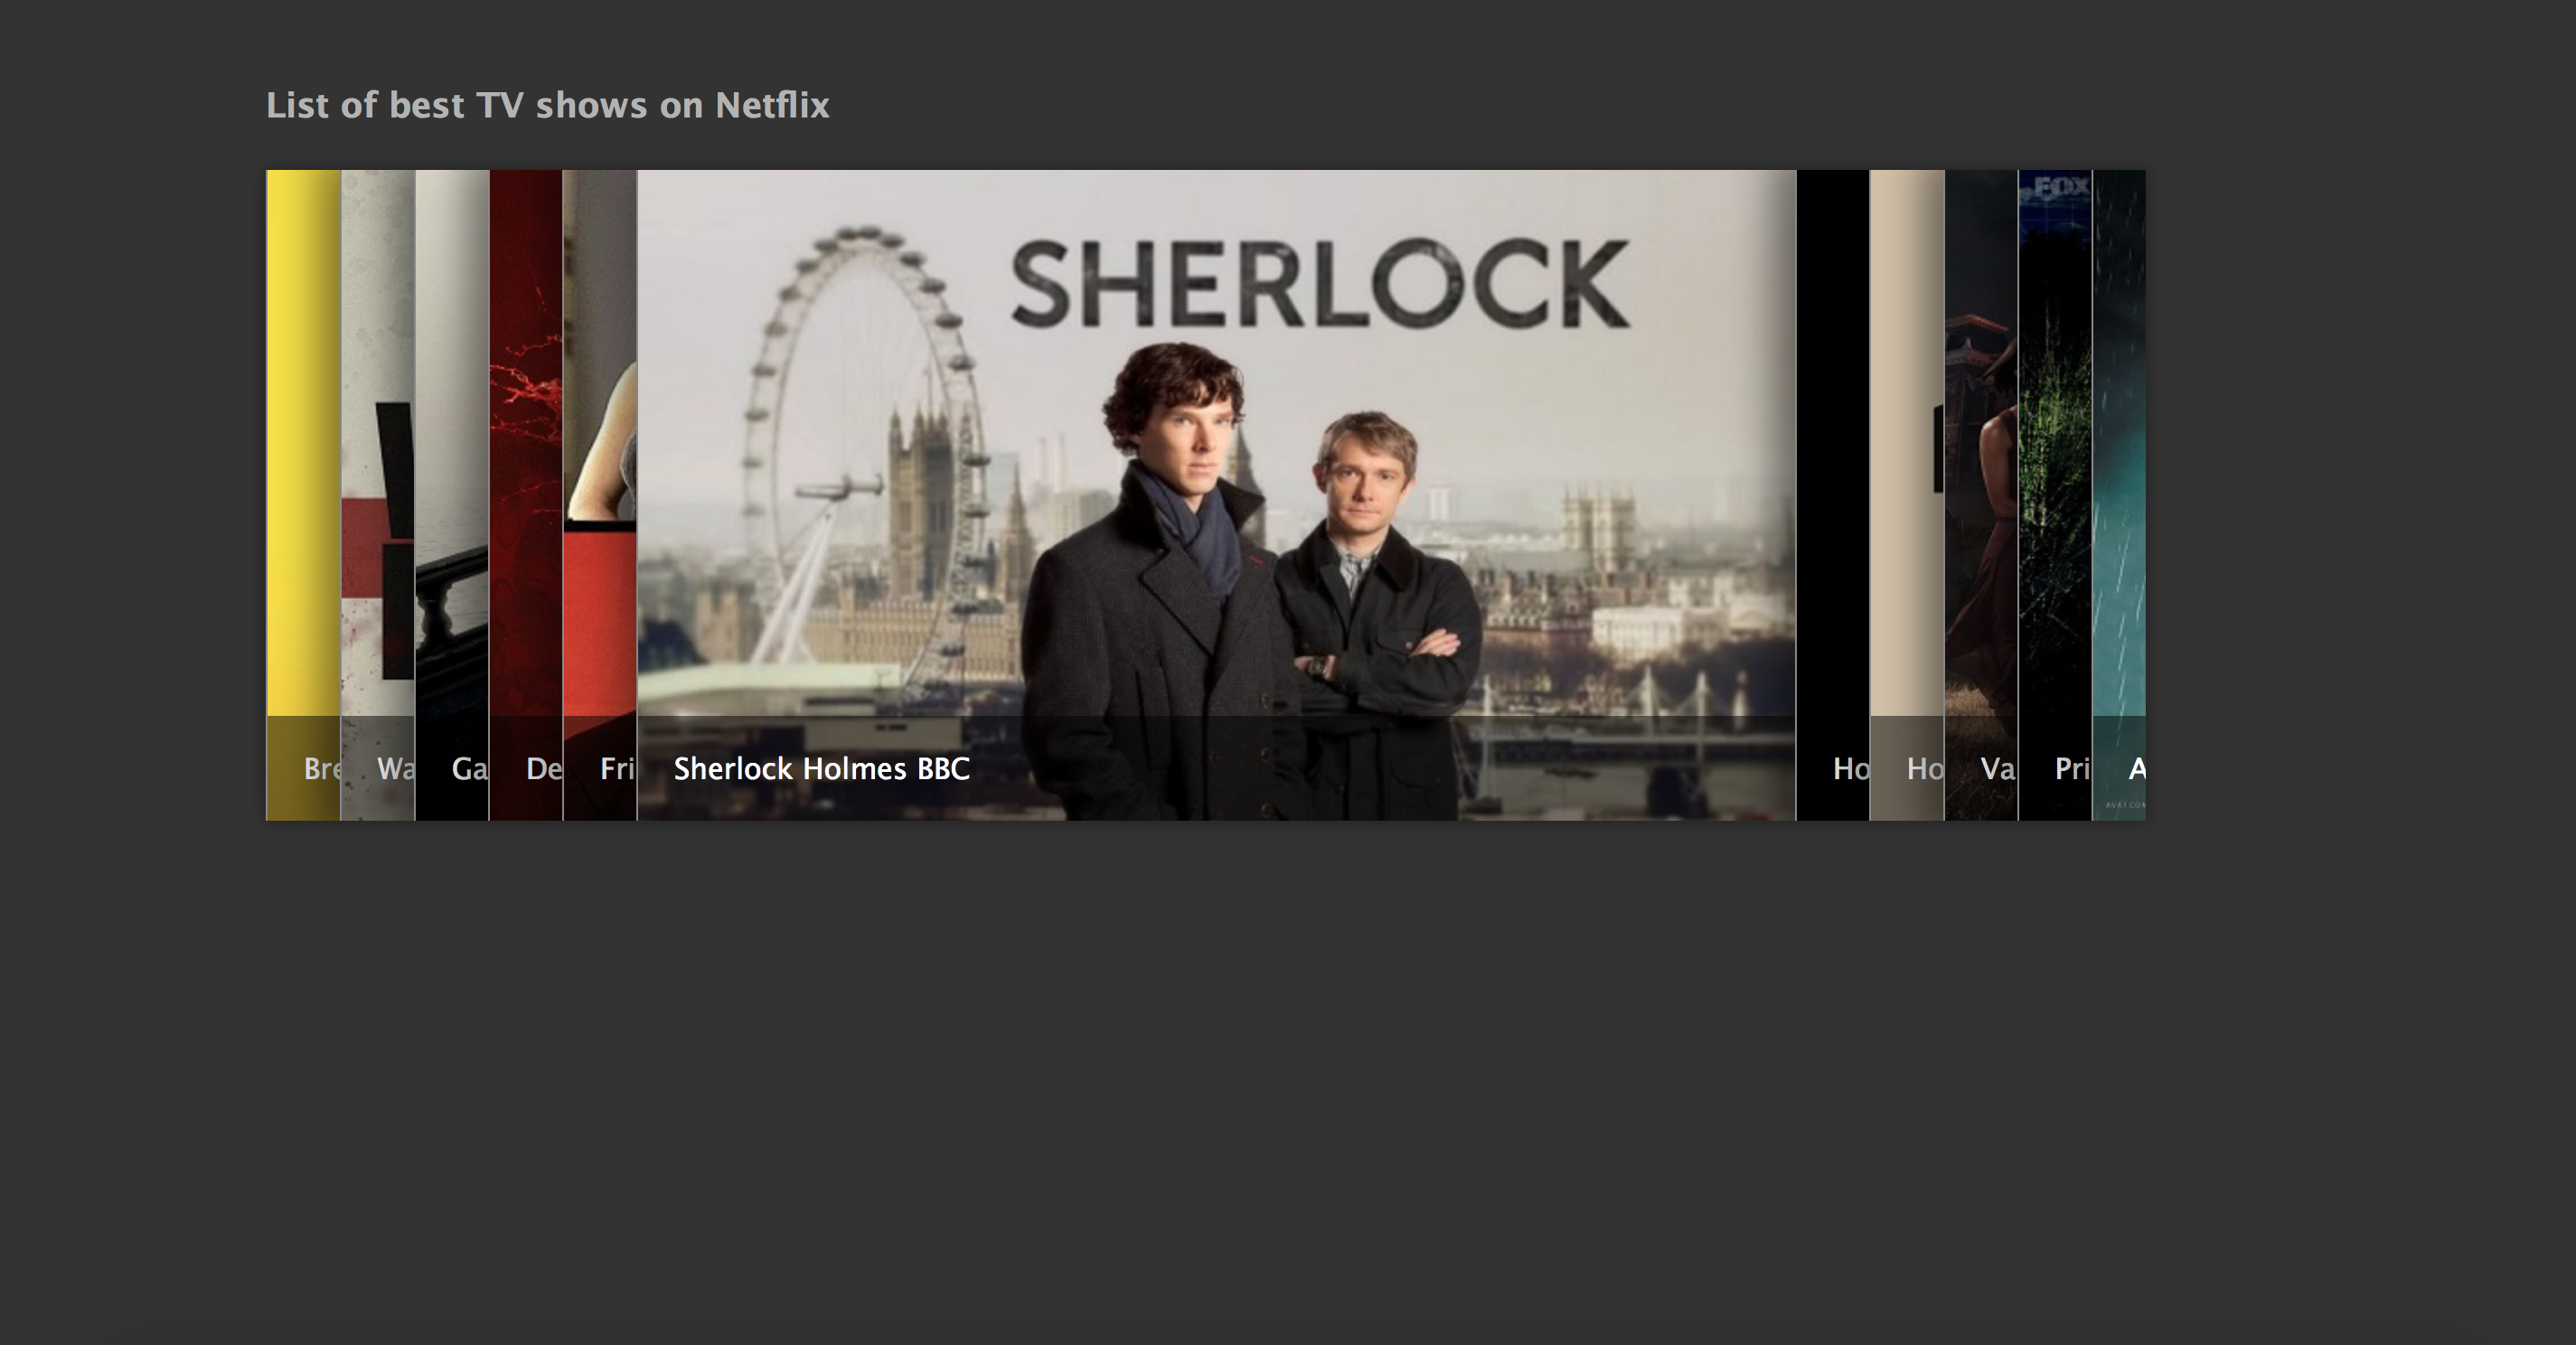 List of best TV shows on Netflix
FOX
SHERLOCK
Bre
Wa
Ga
De
Fri
Sherlock Holmes BBC
Ho
Ho
Va
Pri
A